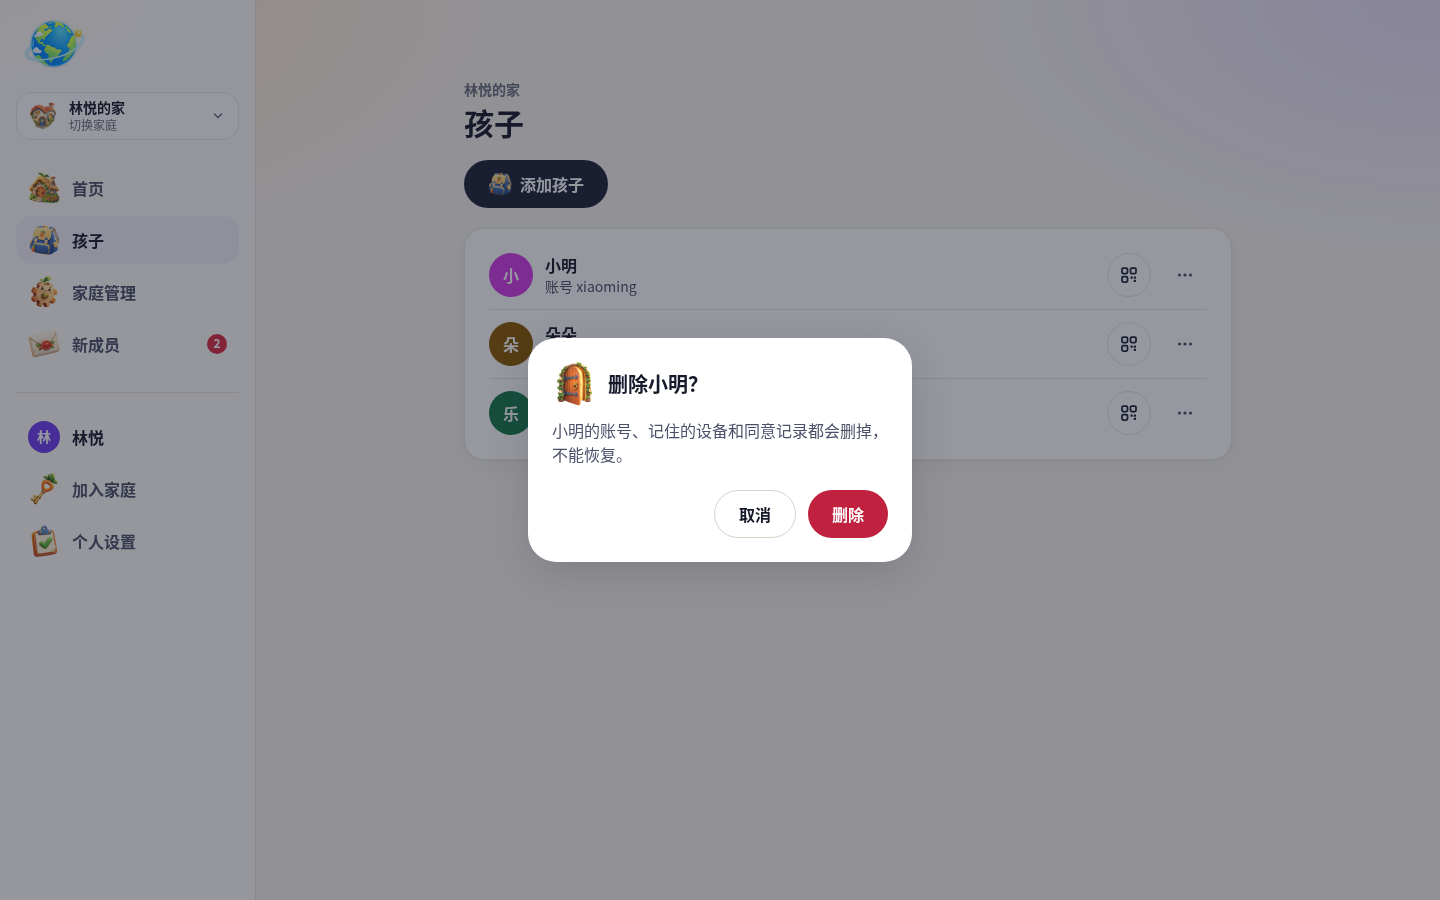 林悦的家
切换家庭
首页
孩子
家庭管理
新成员
2
林
林悦
加入家庭
个人设置
林悦的家
孩子
添加孩子
小
小明
账号 xiaoming
朵
朵朵
乐
删除小明？
小明的账号、记住的设备和同意记录都会删掉，
不能恢复。
取消
删除